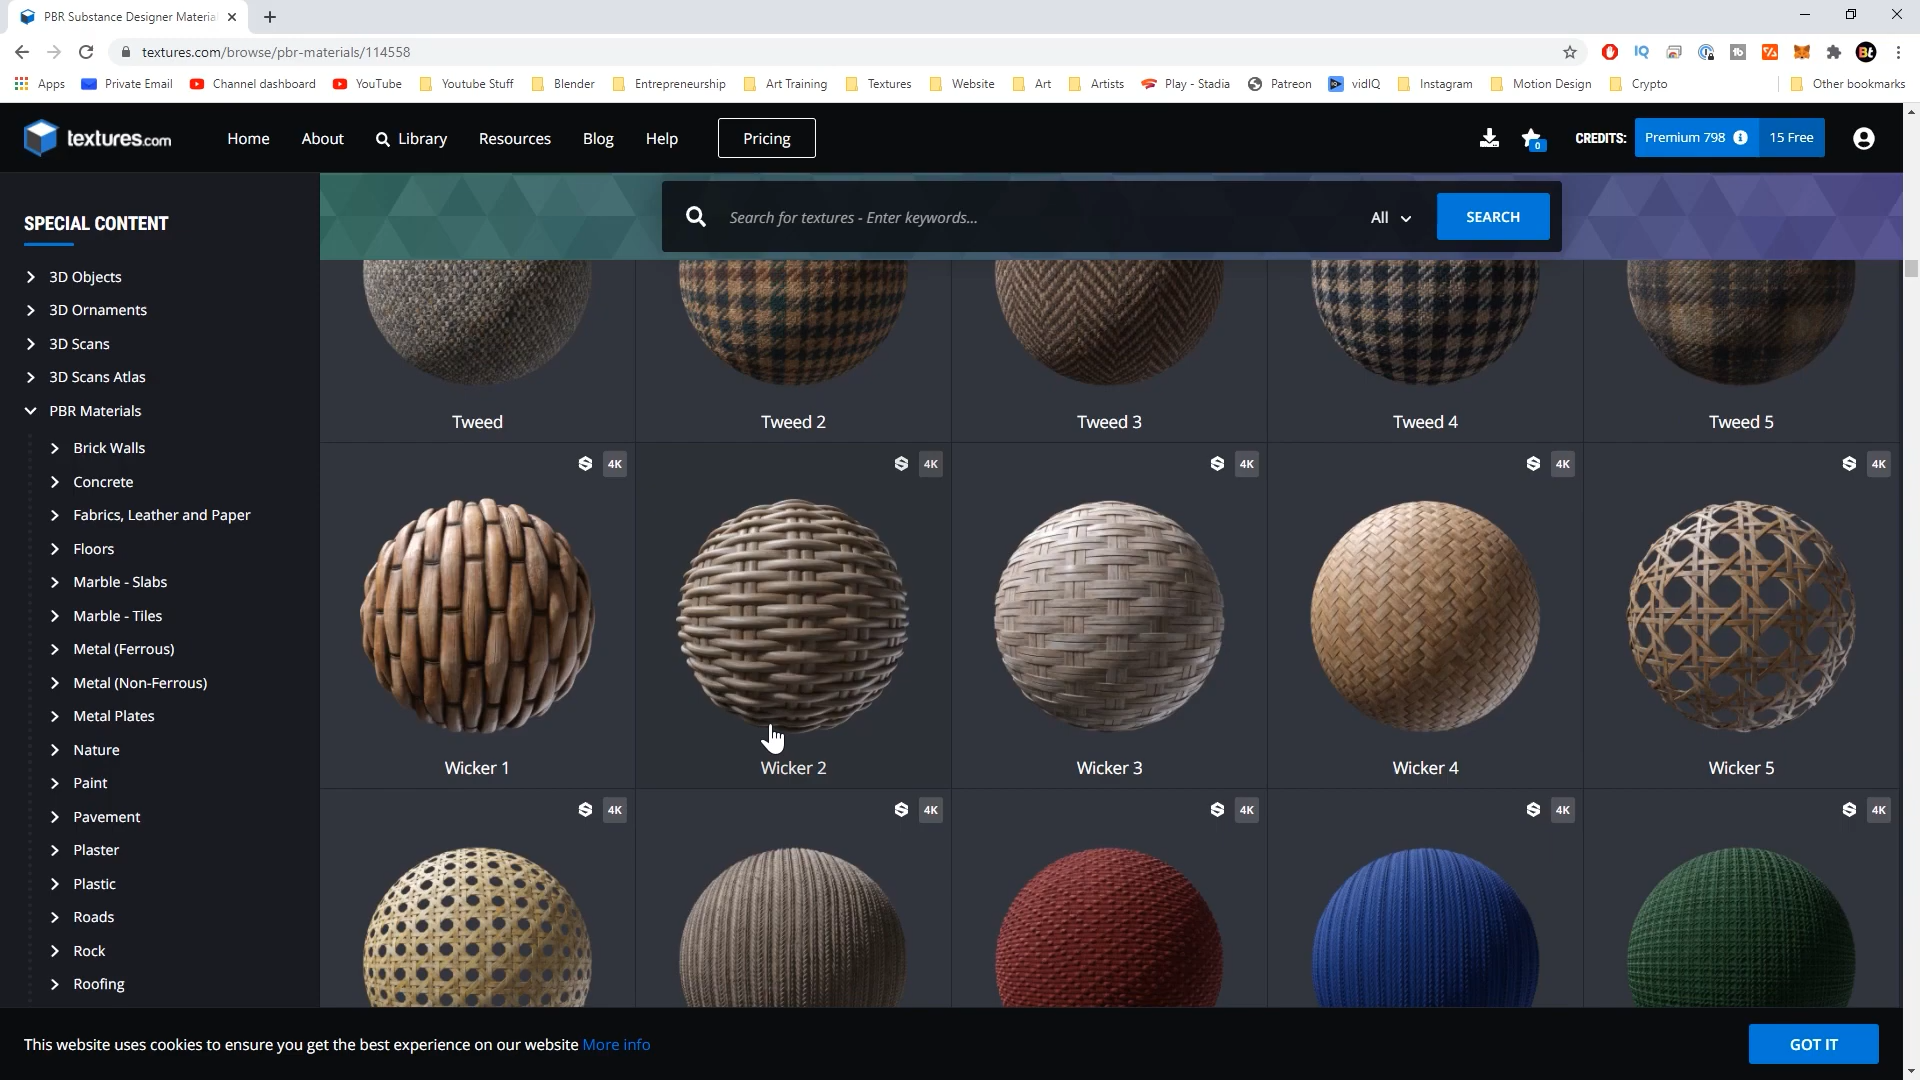 PBR Substance Designer Materia
textures.com/browse/pbr-materials/114558
Apps Private Email Channel dashboard YouTube Youtube Stuff Blender Entrepreneurship Art Training Textures Website Art Artists Play - Stadia Patreon vidIQ Instagram Motion Design Crypto Other bookmarks
textures.com Home About Library Resources Blog Help Pricing 0 CREDITS: Premium 798 15 Free
Search for textures - Enter keywords... All SEARCH
SPECIAL CONTENT
3D Objects
3D Ornaments
3D Scans
3D Scans Atlas
PBR Materials
Brick Walls
Concrete
Fabrics, Leather and Paper
Floors
Marble - Slabs
Marble - Tiles
Metal (Ferrous)
Metal (Non-Ferrous)
Metal Plates
Nature
Paint
Pavement
Plaster
Plastic
Roads
Rock
Roofing
Tweed Tweed 2 Tweed 3 Tweed 4 Tweed 5
4K 4K 4K 4K 4K
Wicker 1 Wicker 2 Wicker 3 Wicker 4 Wicker 5
4K 4K 4K 4K 4K
This website uses cookies to ensure you get the best experience on our website More info
GOT IT